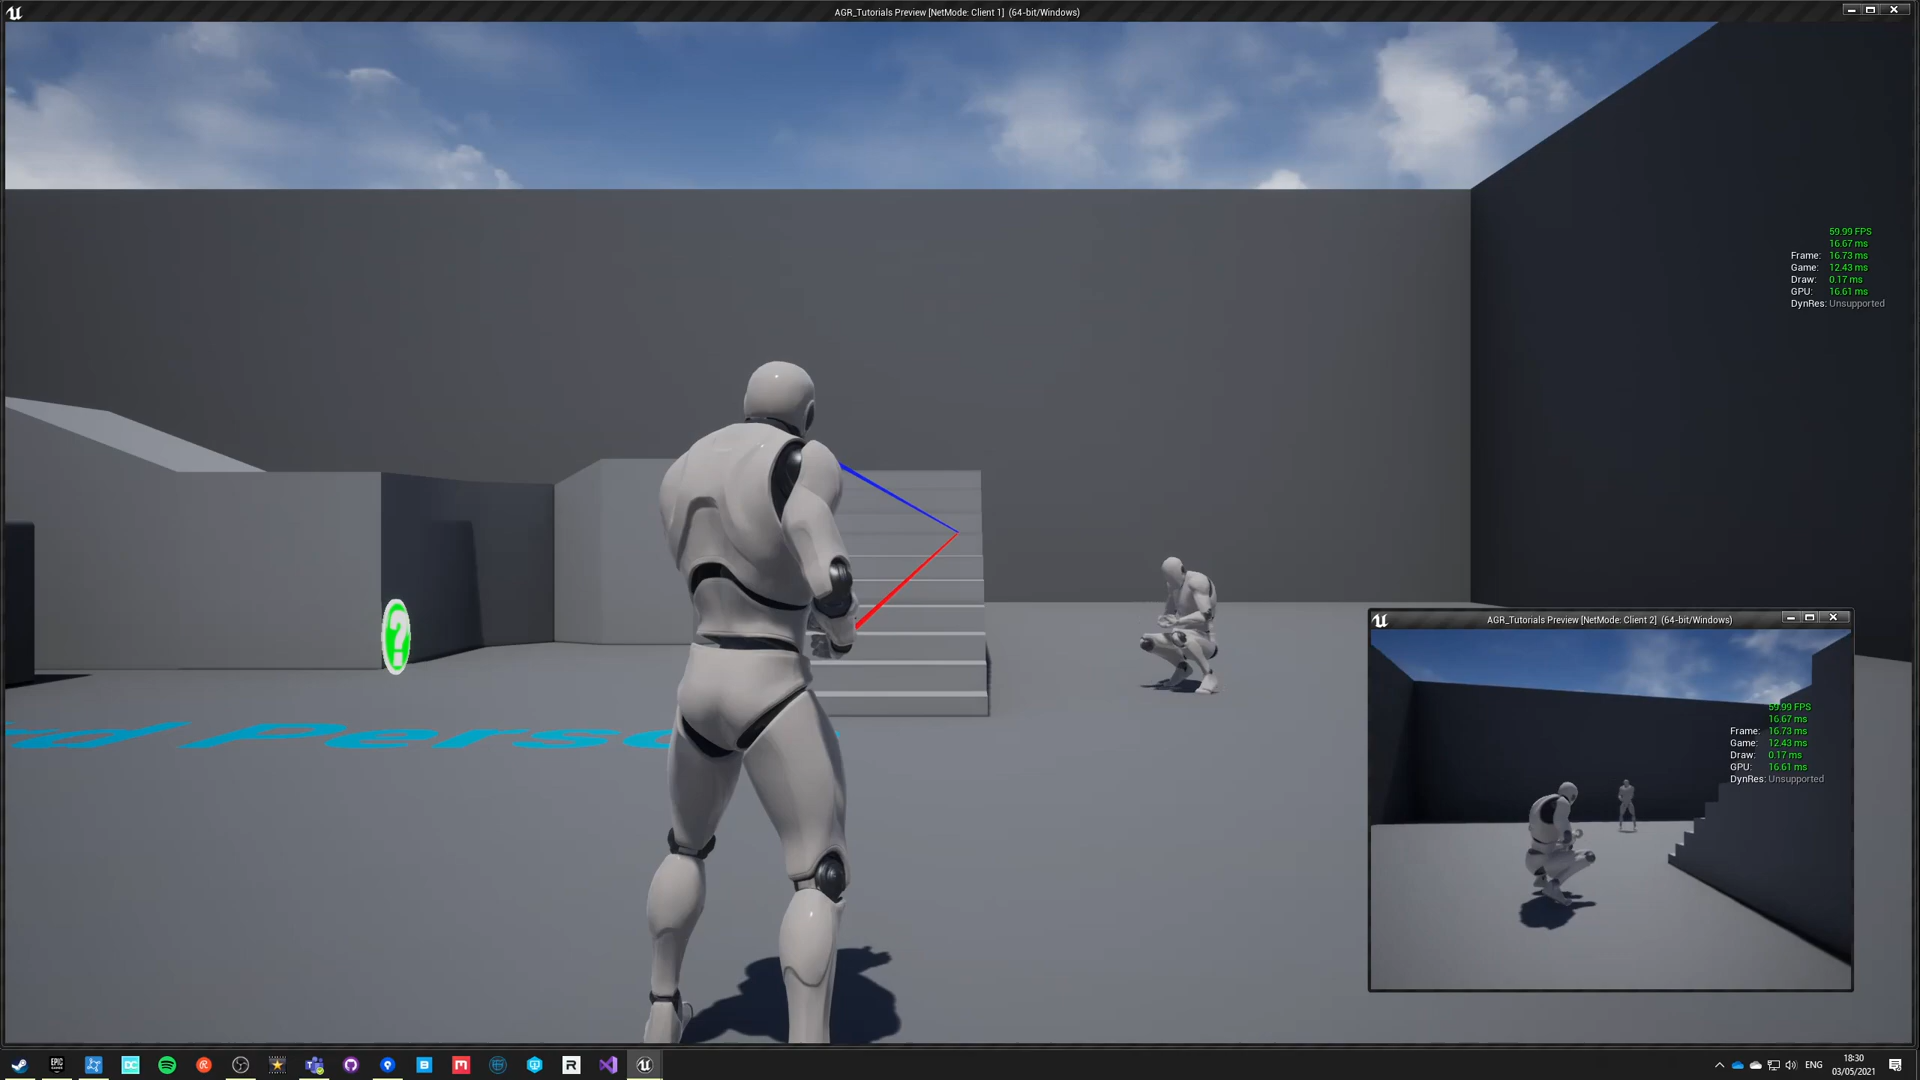 AGR_Tutorials Preview [NetMode: Client 1] (64-bit/Windows)
59.99 FPS
16.67 ms
Frame: 16.73 ms
Game: 12.43 ms
Draw: 0.17 ms
GPU: 16.61 ms
DynRes: Unsupported
?
AGR_Tutorials Preview [NetMode: Client 2] (64-bit/Windows)
59.99 FPS
16.67 ms
Frame: 16.73 ms
Game: 12.43 ms
Draw: 0.17 ms
GPU: 16.61 ms
DynRes: Unsupported
EPIC
DC
B
M
R
ENG
18:30
03/05/2021